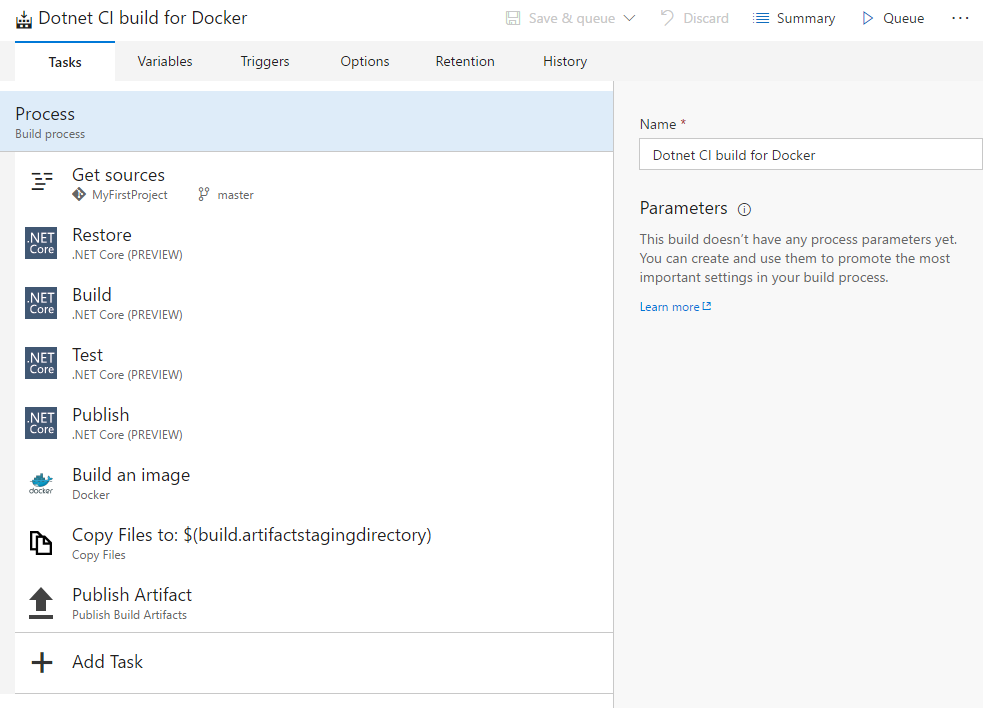 Dotnet CI build for Docker
Save & queue
Discard
Summary
Queue
Tasks
Variables
Triggers
Options
Retention
History
Process
Build process
Get sources
MyFirstProject
master
.NET
Core
Restore
.NET Core (PREVIEW)
.NET
Core
Build
.NET Core (PREVIEW)
.NET
Core
Test
.NET Core (PREVIEW)
.NET
Core
Publish
.NET Core (PREVIEW)
docker
Build an image
Docker
Copy Files to: $(build.artifactstagingdirectory)
Copy Files
Publish Artifact
Publish Build Artifacts
Add Task
Name *
Dotnet CI build for Docker
Parameters
This build doesn't have any process parameters yet.
You can create and use them to promote the most
important settings in your build process.
Learn more